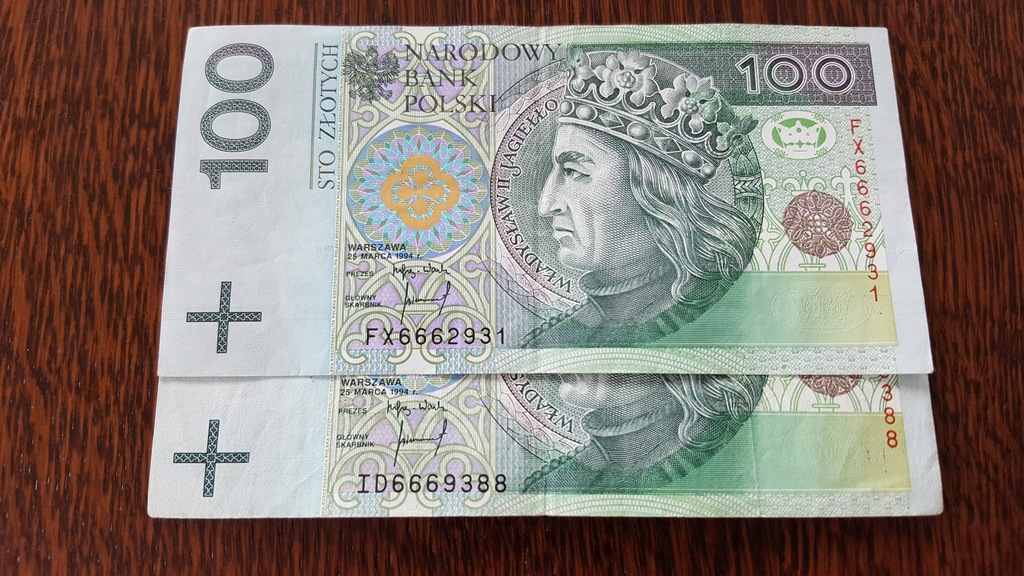 100
STO ZŁOTYCH
NARODOWY
BANK
POLSKI
100
WŁADYSŁAW II JAGIEŁŁO
FX6662931
WARSZAWA
25 MARCA 1994 r.
PREZES
GŁÓWNY
SKARBNIK
FX6662931
WARSZAWA
25 MARCA 1994 r.
PREZES
GŁÓWNY
SKARBNIK
WŁADYS
388
ID6669388